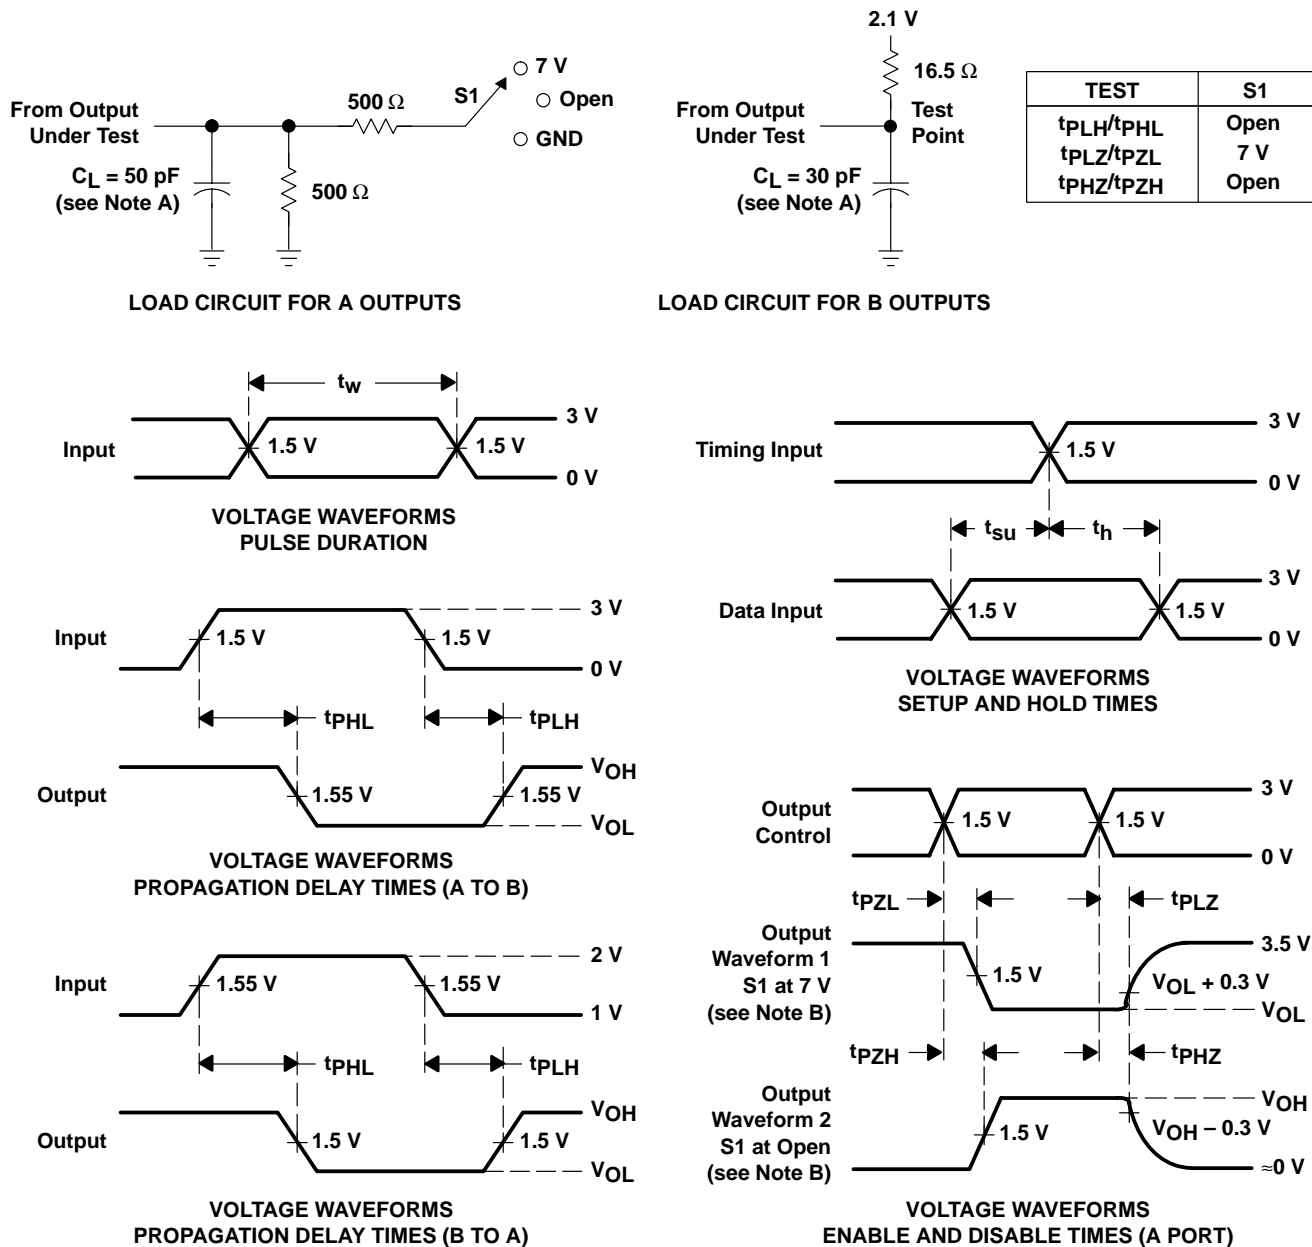 From Output
Under Test
CL = 50 pF
(see Note A)
500 Ω
500 Ω
S1
7 V
Open
GND
LOAD CIRCUIT FOR A OUTPUTS
2.1 V
16.5 Ω
From Output
Under Test
Test
Point
CL = 30 pF
(see Note A)
LOAD CIRCUIT FOR B OUTPUTS
TEST S1
tPLH/tPHL Open
tPLZ/tPZL 7 V
tPHZ/tPZH Open
tw
Input
1.5 V
1.5 V
3 V
0 V
VOLTAGE WAVEFORMS
PULSE DURATION
Timing Input
1.5 V
3 V
0 V
tsu
th
Data Input
1.5 V
1.5 V
3 V
0 V
VOLTAGE WAVEFORMS
SETUP AND HOLD TIMES
Input
1.5 V
1.5 V
3 V
0 V
tPHL
tPLH
Output
1.55 V
1.55 V
VOH
VOL
VOLTAGE WAVEFORMS
PROPAGATION DELAY TIMES (A TO B)
Input
1.55 V
1.55 V
2 V
1 V
tPHL
tPLH
Output
1.5 V
1.5 V
VOH
VOL
VOLTAGE WAVEFORMS
PROPAGATION DELAY TIMES (B TO A)
Output
Control
1.5 V
1.5 V
3 V
0 V
tPZL
tPLZ
Output
Waveform 1
S1 at 7 V
(see Note B)
1.5 V
3.5 V
VOL + 0.3 V
VOL
tPZH
tPHZ
Output
Waveform 2
S1 at Open
(see Note B)
1.5 V
VOH
VOH − 0.3 V
≈0 V
VOLTAGE WAVEFORMS
ENABLE AND DISABLE TIMES (A PORT)